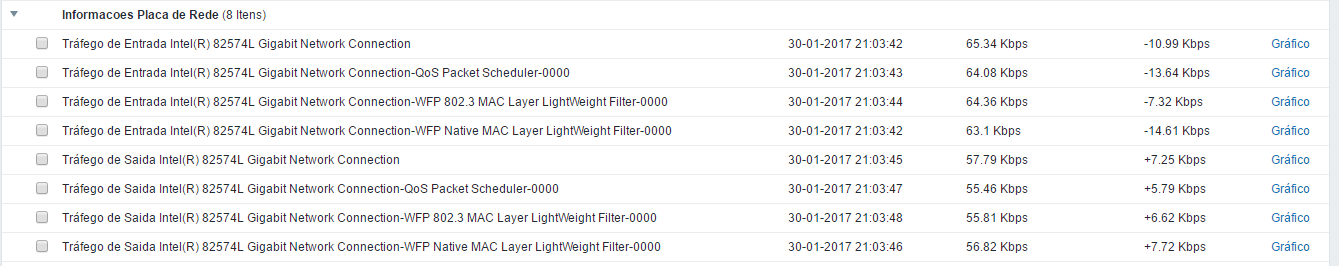 Informacoes Placa de Rede (8 Itens)
Tráfego de Entrada Intel(R) 82574L Gigabit Network Connection 30-01-2017 21:03:42 65.34 Kbps -10.99 Kbps Gráfico
Tráfego de Entrada Intel(R) 82574L Gigabit Network Connection-QoS Packet Scheduler-0000 30-01-2017 21:03:43 64.08 Kbps -13.64 Kbps Gráfico
Tráfego de Entrada Intel(R) 82574L Gigabit Network Connection-WFP 802.3 MAC Layer LightWeight Filter-0000 30-01-2017 21:03:44 64.36 Kbps -7.32 Kbps Gráfico
Tráfego de Entrada Intel(R) 82574L Gigabit Network Connection-WFP Native MAC Layer LightWeight Filter-0000 30-01-2017 21:03:42 63.1 Kbps -14.61 Kbps Gráfico
Tráfego de Saida Intel(R) 82574L Gigabit Network Connection 30-01-2017 21:03:45 57.79 Kbps +7.25 Kbps Gráfico
Tráfego de Saida Intel(R) 82574L Gigabit Network Connection-QoS Packet Scheduler-0000 30-01-2017 21:03:47 55.46 Kbps +5.79 Kbps Gráfico
Tráfego de Saida Intel(R) 82574L Gigabit Network Connection-WFP 802.3 MAC Layer LightWeight Filter-0000 30-01-2017 21:03:48 55.81 Kbps +6.62 Kbps Gráfico
Tráfego de Saida Intel(R) 82574L Gigabit Network Connection-WFP Native MAC Layer LightWeight Filter-0000 30-01-2017 21:03:46 56.82 Kbps +7.72 Kbps Gráfico